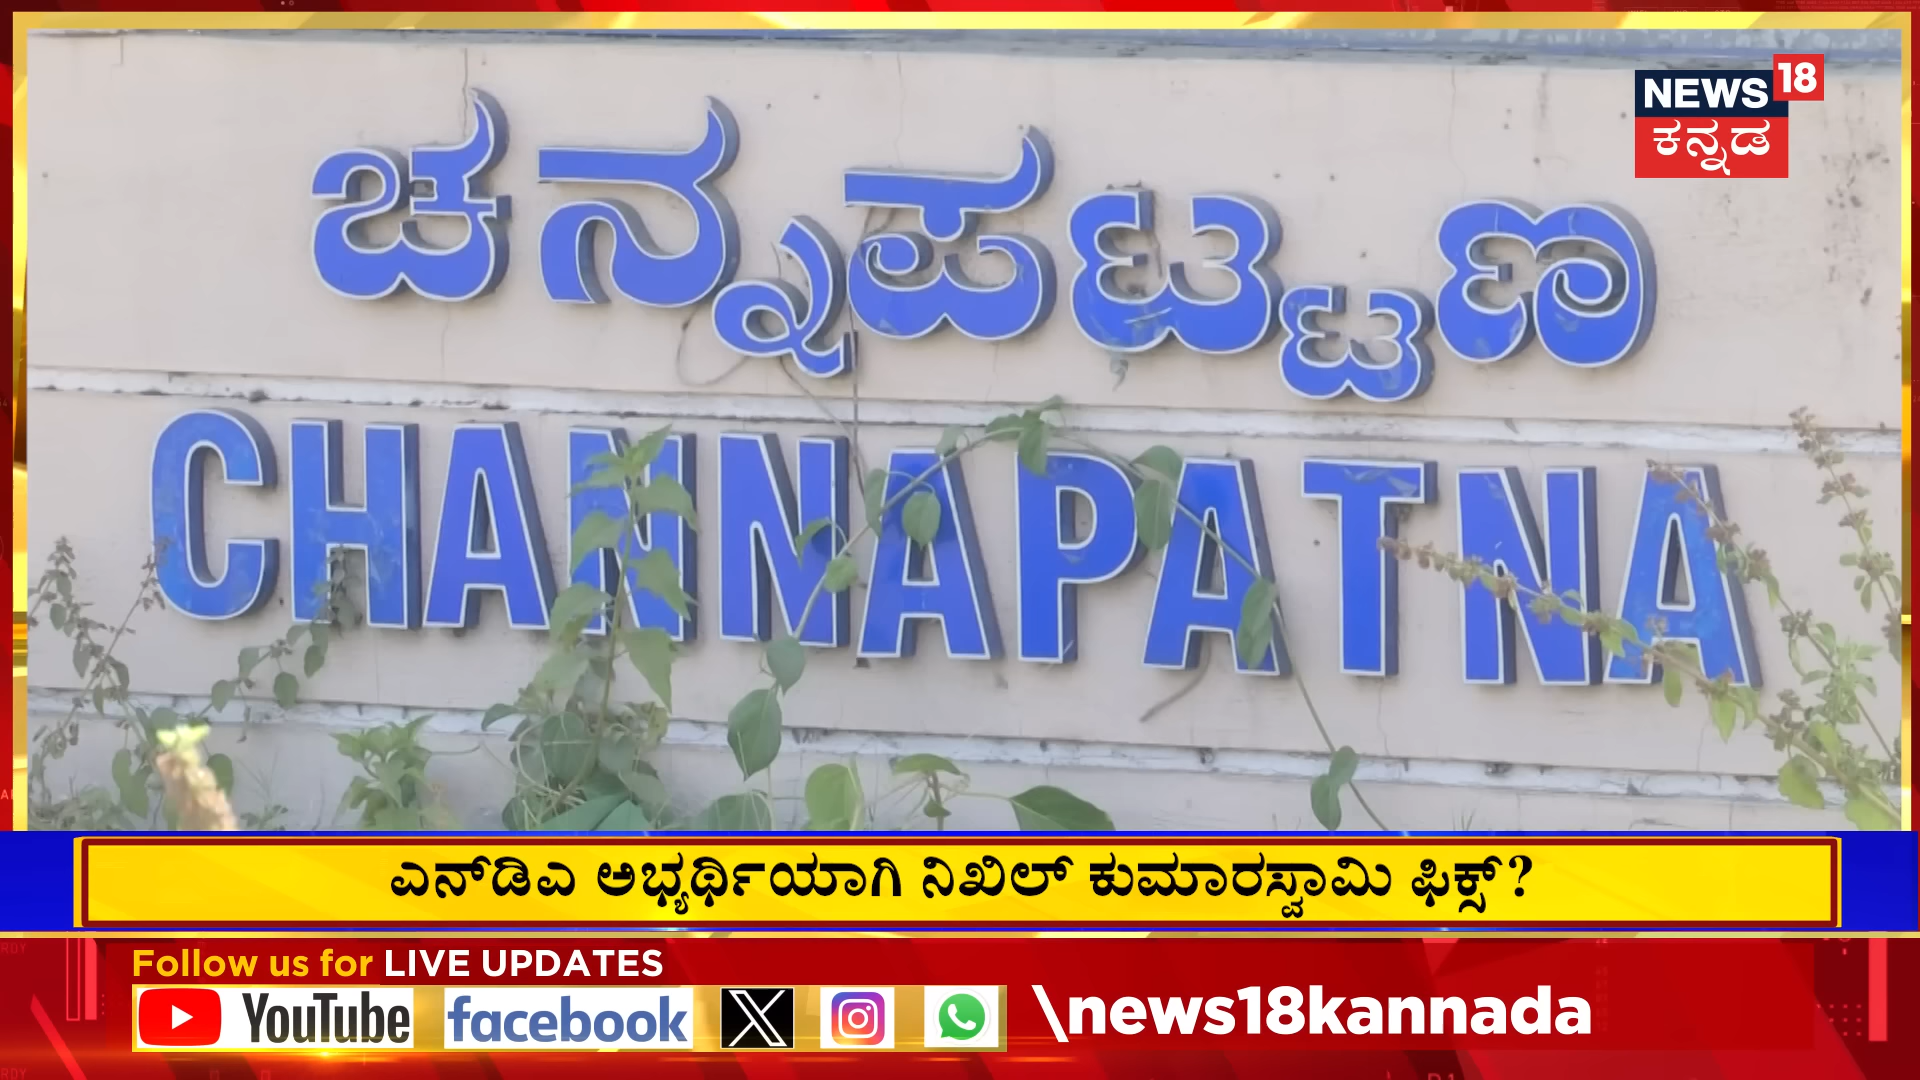 NEWS 18
ಕನ್ನಡ
ಚನ್ನಪಟ್ಟಣ
CHANNAPATNA
ಎನ್‌ಡಿಎ ಅಭ್ಯರ್ಥಿಯಾಗಿ ನಿಖಿಲ್ ಕುಮಾರಸ್ವಾಮಿ ಫಿಕ್ಸ್?
Follow us for LIVE UPDATES
YouTube facebook X \news18kannada